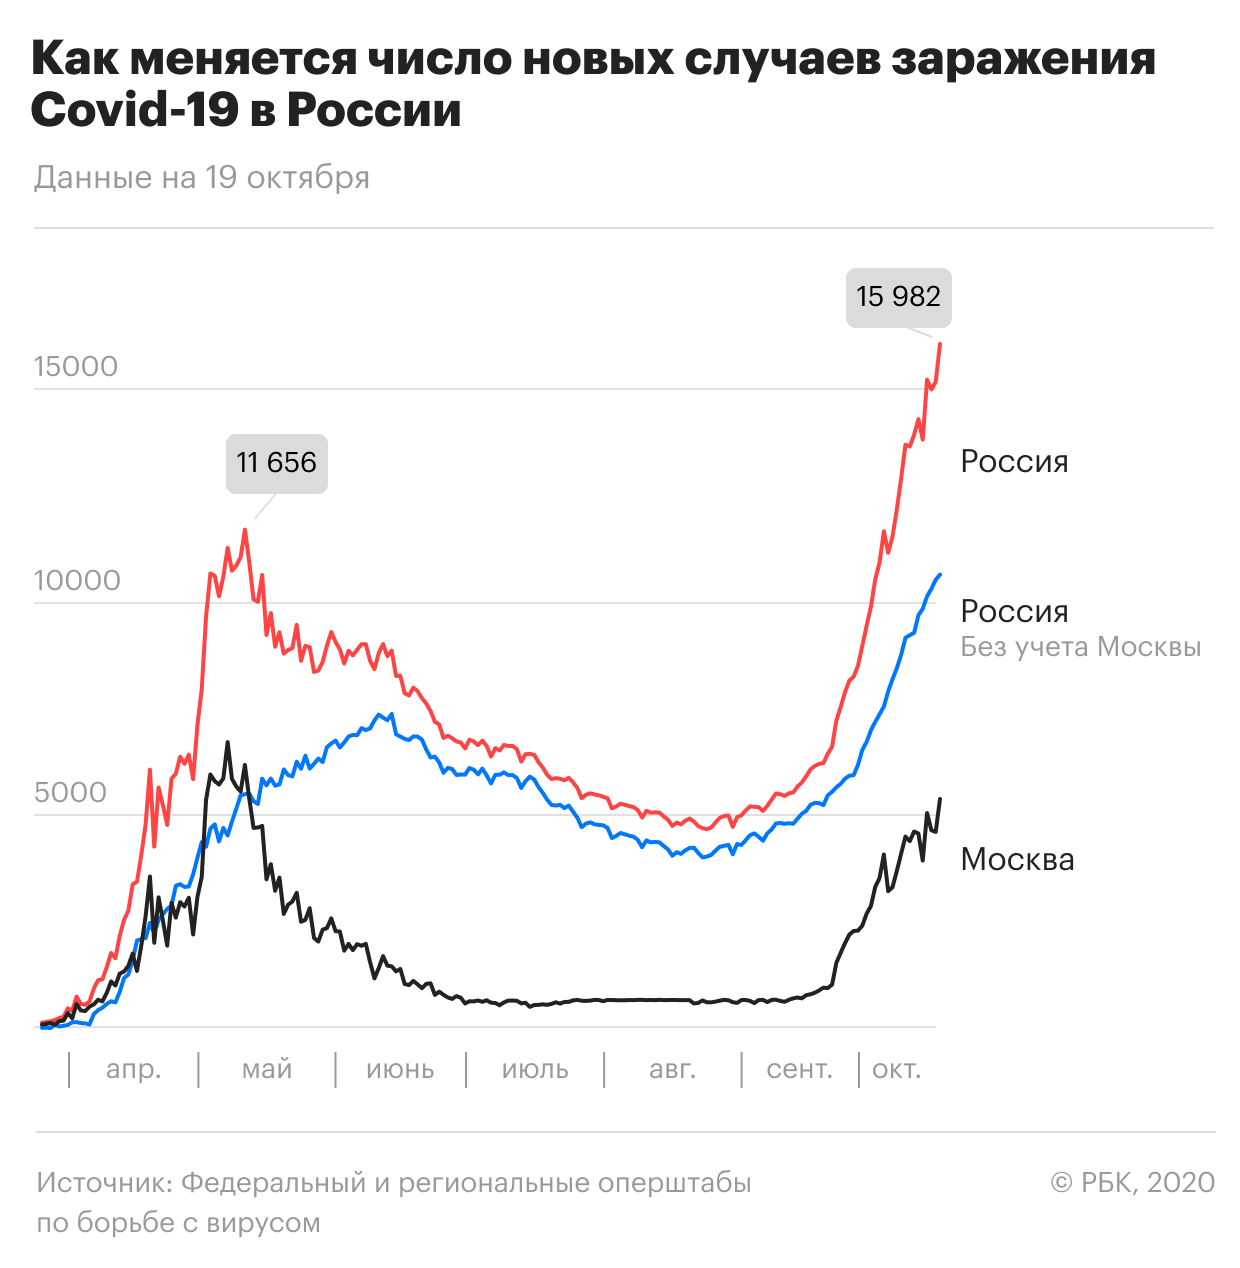 Как меняется число новых случаев заражения
Covid-19 в России
Данные на 19 октября
15 982
15000
11 656
Россия
10000
Россия
Без учета Москвы
5000
Москва
апр.
май
июнь
июль
авг.
сент.
окт.
Источник: Федеральный и региональные оперштабы
по борьбе с вирусом
© РБК, 2020